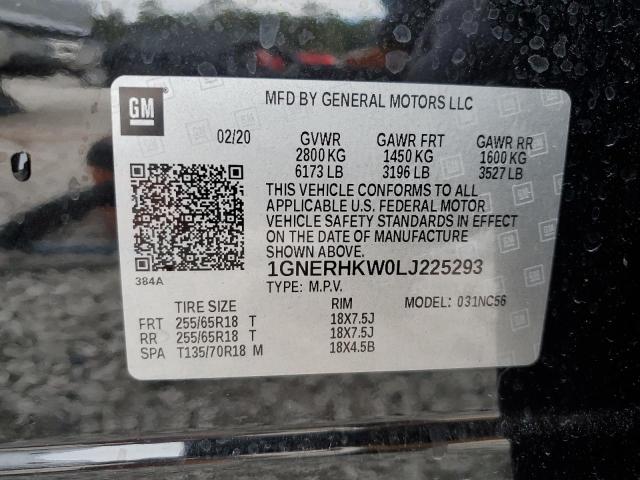 GM
MFD BY GENERAL MOTORS LLC
02/20 GVWR GAWR FRT GAWR RR
2800 KG 1450 KG 1600 KG
6173 LB 3196 LB 3527 LB
THIS VEHICLE CONFORMS TO ALL
APPLICABLE U.S. FEDERAL MOTOR
VEHICLE SAFETY STANDARDS IN EFFECT
ON THE DATE OF MANUFACTURE
SHOWN ABOVE.
1GNERHKW0LJ225293
384A
TYPE: M.P.V. MODEL: 031NC56
TIRE SIZE RIM
FRT 255/65R18 T 18X7.5J
RR 255/65R18 T 18X7.5J
SPA T135/70R18 M 18X4.5B